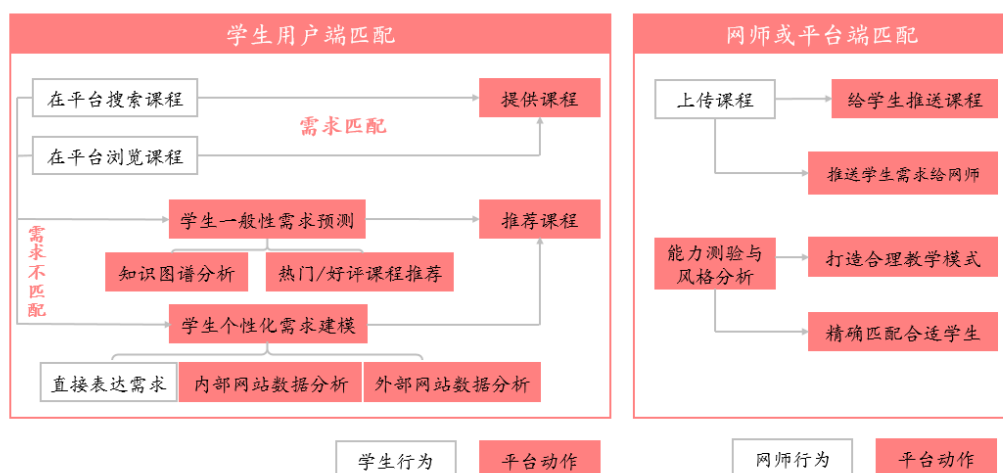 学生用户端匹配
在平台搜索课程
提供课程
需求匹配
在平台浏览课程
学生一般性需求预测
推荐课程
需求不匹配
知识图谱分析
热门/好评课程推荐
学生个性化需求建模
直接表达需求
内部网站数据分析
外部网站数据分析
学生行为
平台动作
网师或平台端匹配
上传课程
给学生推送课程
推送学生需求给网师
能力测验与
风格分析
打造合理教学模式
精确匹配合适学生
网师行为
平台动作